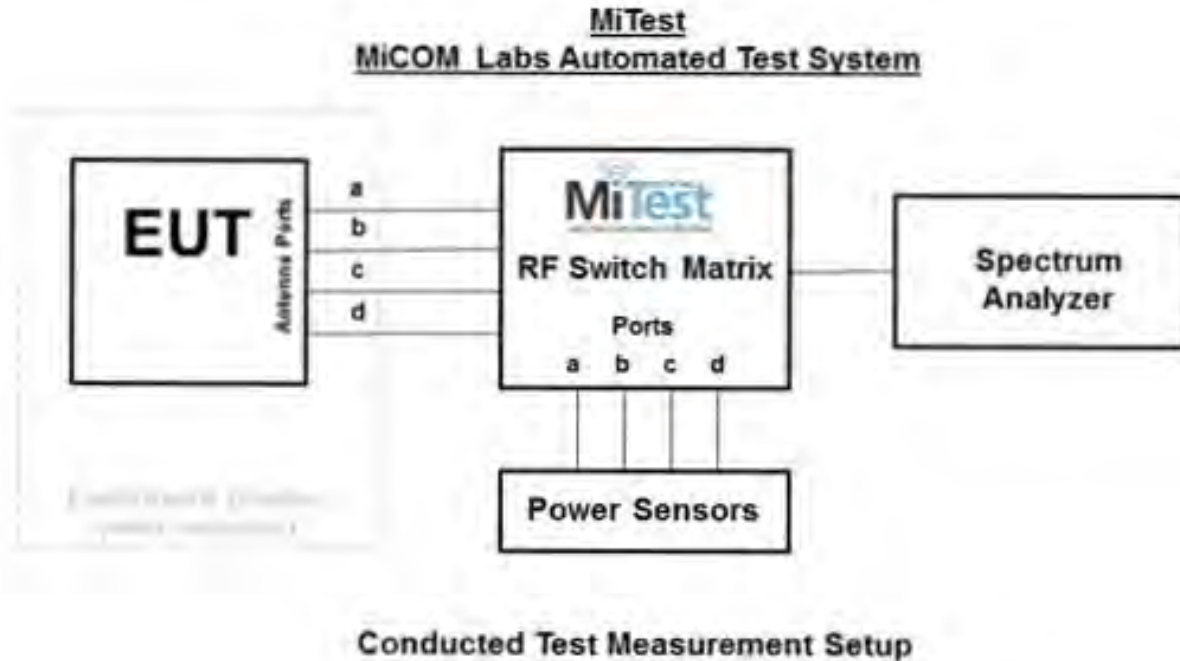 MiTest
MiCOM Labs Automated Test System
EUT
Antenna Ports
a
b
c
d
MiTest
RF Switch Matrix
Ports
a b c d
Spectrum
Analyzer
Power Sensors
Conducted Test Measurement Setup